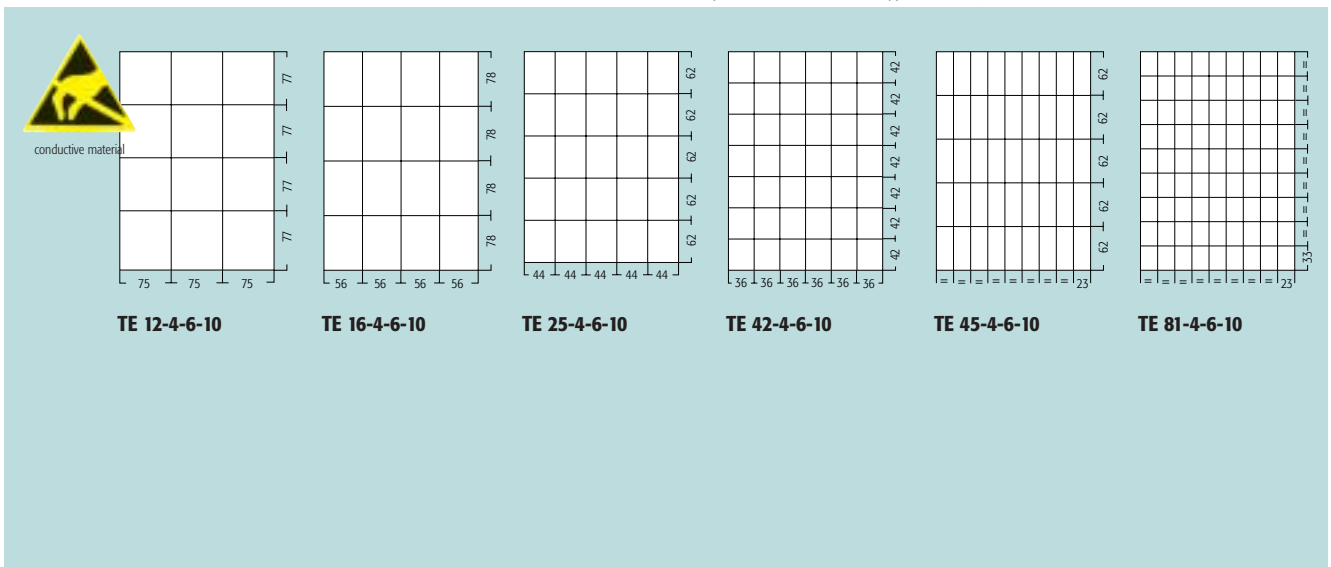 conductive material
77
77
77
77
75 75 75
TE 12-4-6-10
78
78
78
78
56 56 56 56
TE 16-4-6-10
62
62
62
62
62
44 44 44 44 44
TE 25-4-6-10
42
42
42
42
42
42
42
36 36 36 36 36
TE 42-4-6-10
62
62
62
62
62
= = = = = = = = 23
TE 45-4-6-10
=
=
=
=
=
=
=
=
33
= = = = = = = = 23
TE 81-4-6-10